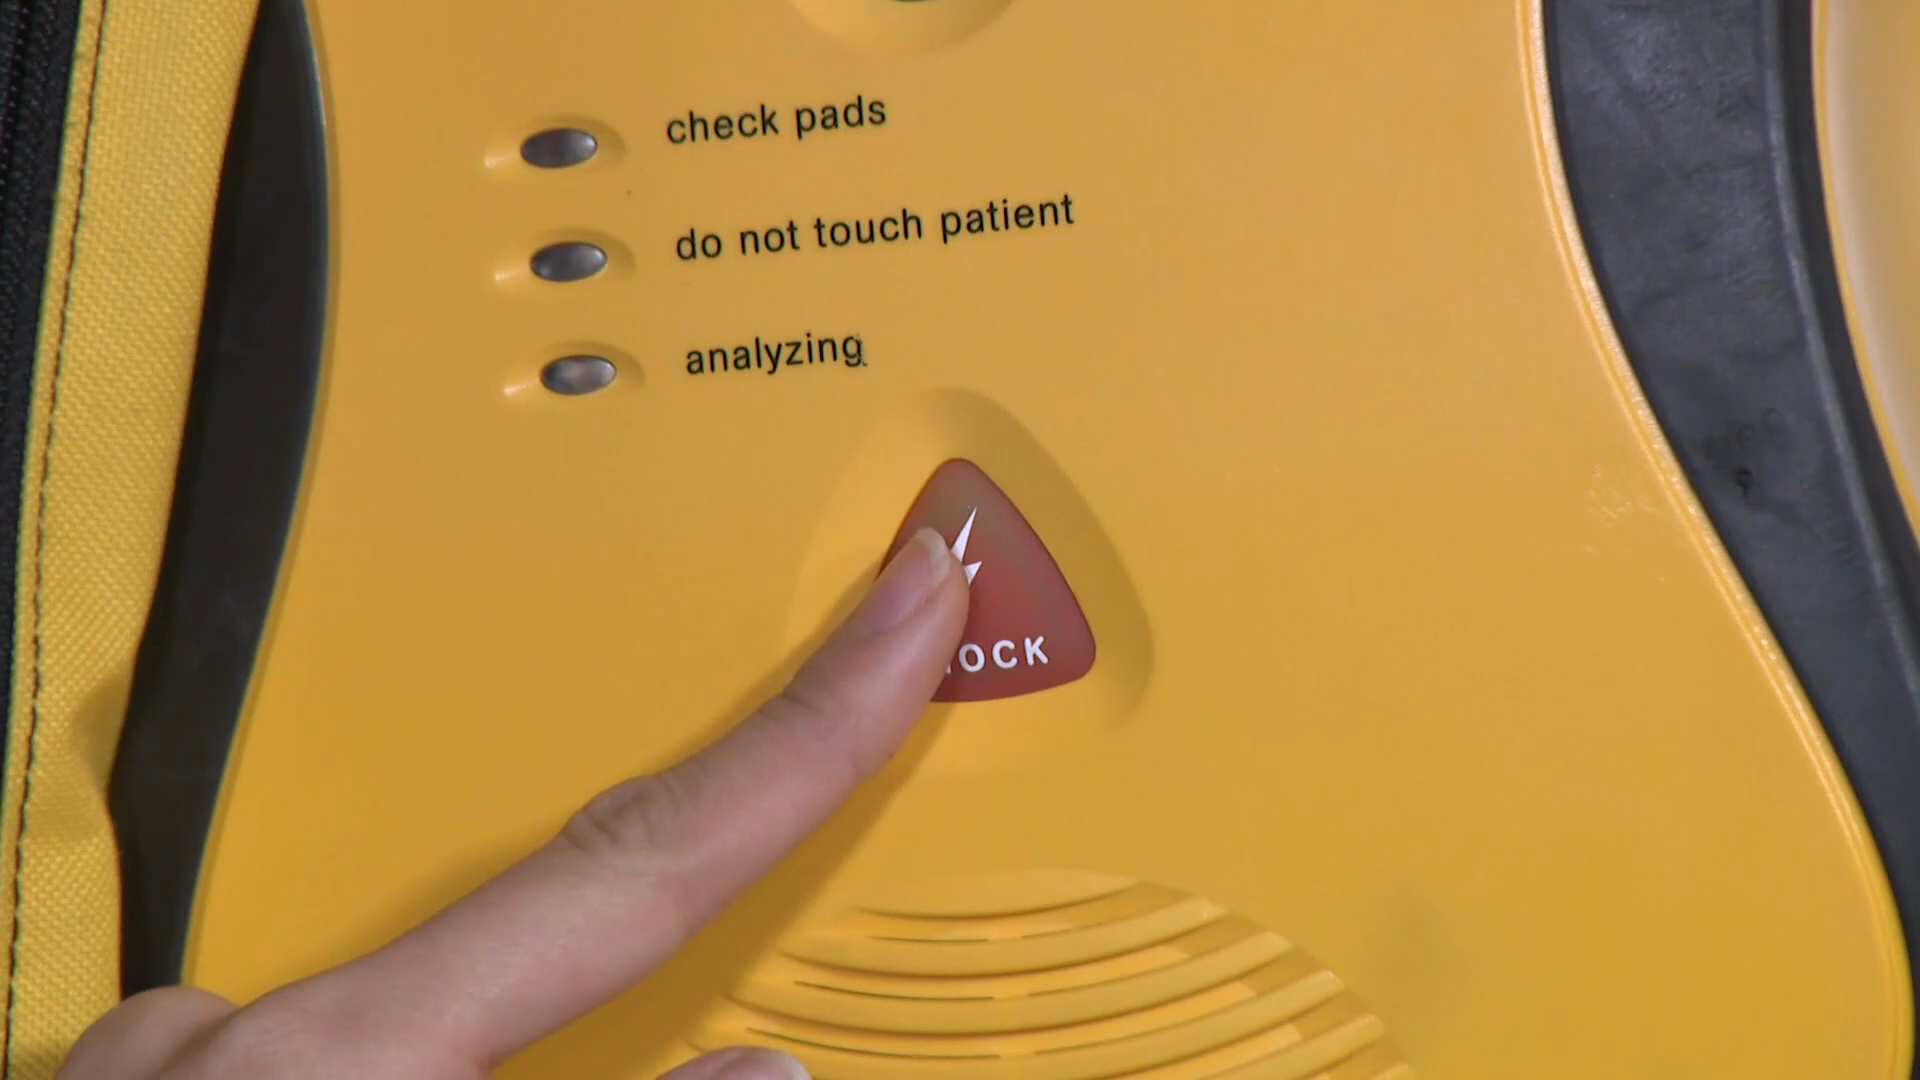 check pads
do not touch patient
analyzing
OCK